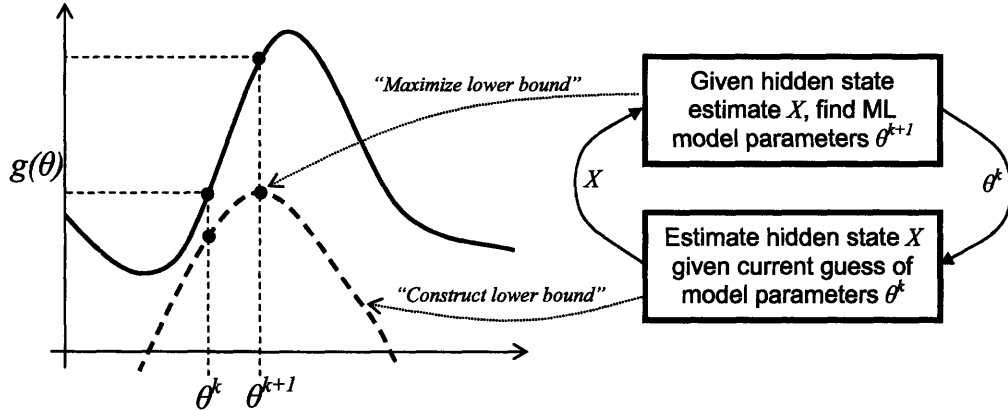 g(θ)
θ^k
θ^{k+1}
“Maximize lower bound”
“Construct lower bound”
Given hidden state
estimate X, find ML
model parameters θ^{k+1}
X
θ^k
Estimate hidden state X
given current guess of
model parameters θ^k